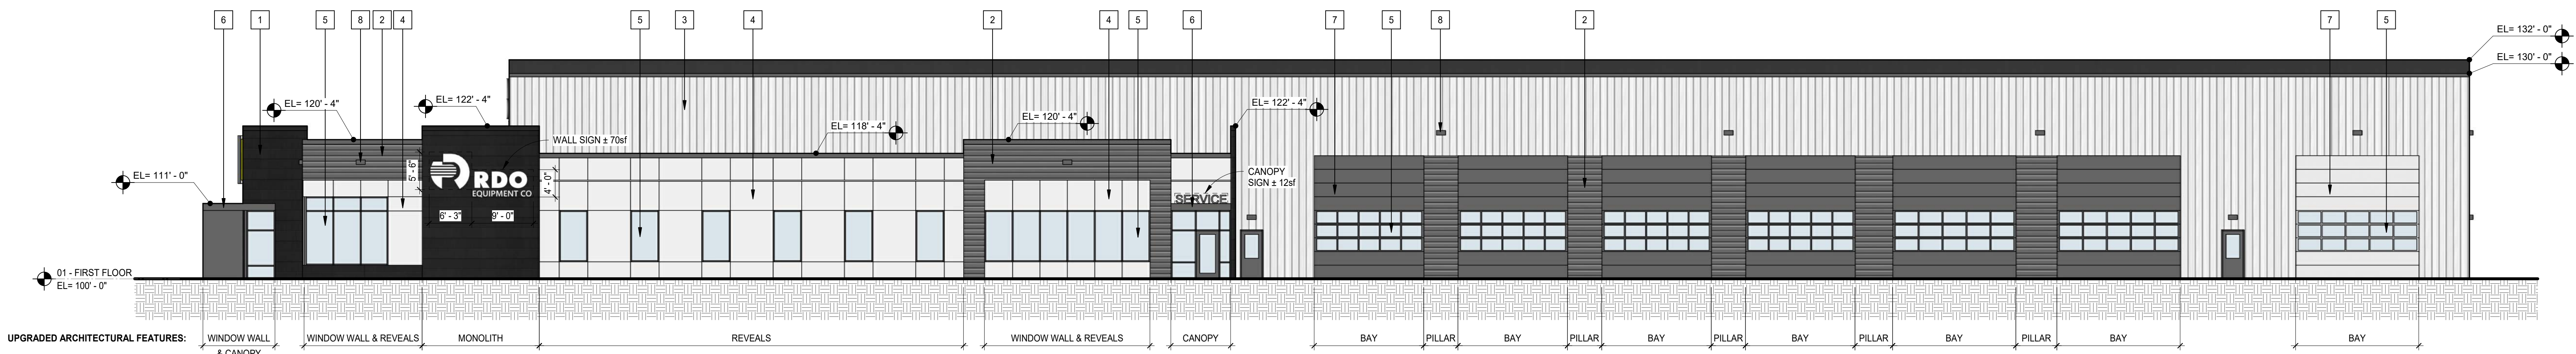 6 1 5 8 2 4 5 3 4 2 4 5 6 7 5 8 2 7 5
EL= 132' - 0"
EL= 130' - 0"
EL= 120' - 4"
EL= 122' - 4"
EL= 122' - 4"
EL= 120' - 4"
EL= 118' - 4"
WALL SIGN ± 70sf
5' - 6"
4' - 0"
RDO
EQUIPMENT CO
6' - 3"
9' - 0"
EL= 111' - 0"
CANOPY
SIGN ± 12sf
SERVICE
01 - FIRST FLOOR
EL= 100' - 0"
UPGRADED ARCHITECTURAL FEATURES:
WINDOW WALL
& CANOPY
WINDOW WALL & REVEALS
MONOLITH
REVEALS
WINDOW WALL & REVEALS
CANOPY
BAY
PILLAR
BAY
PILLAR
BAY
PILLAR
BAY
PILLAR
BAY
PILLAR
BAY
BAY